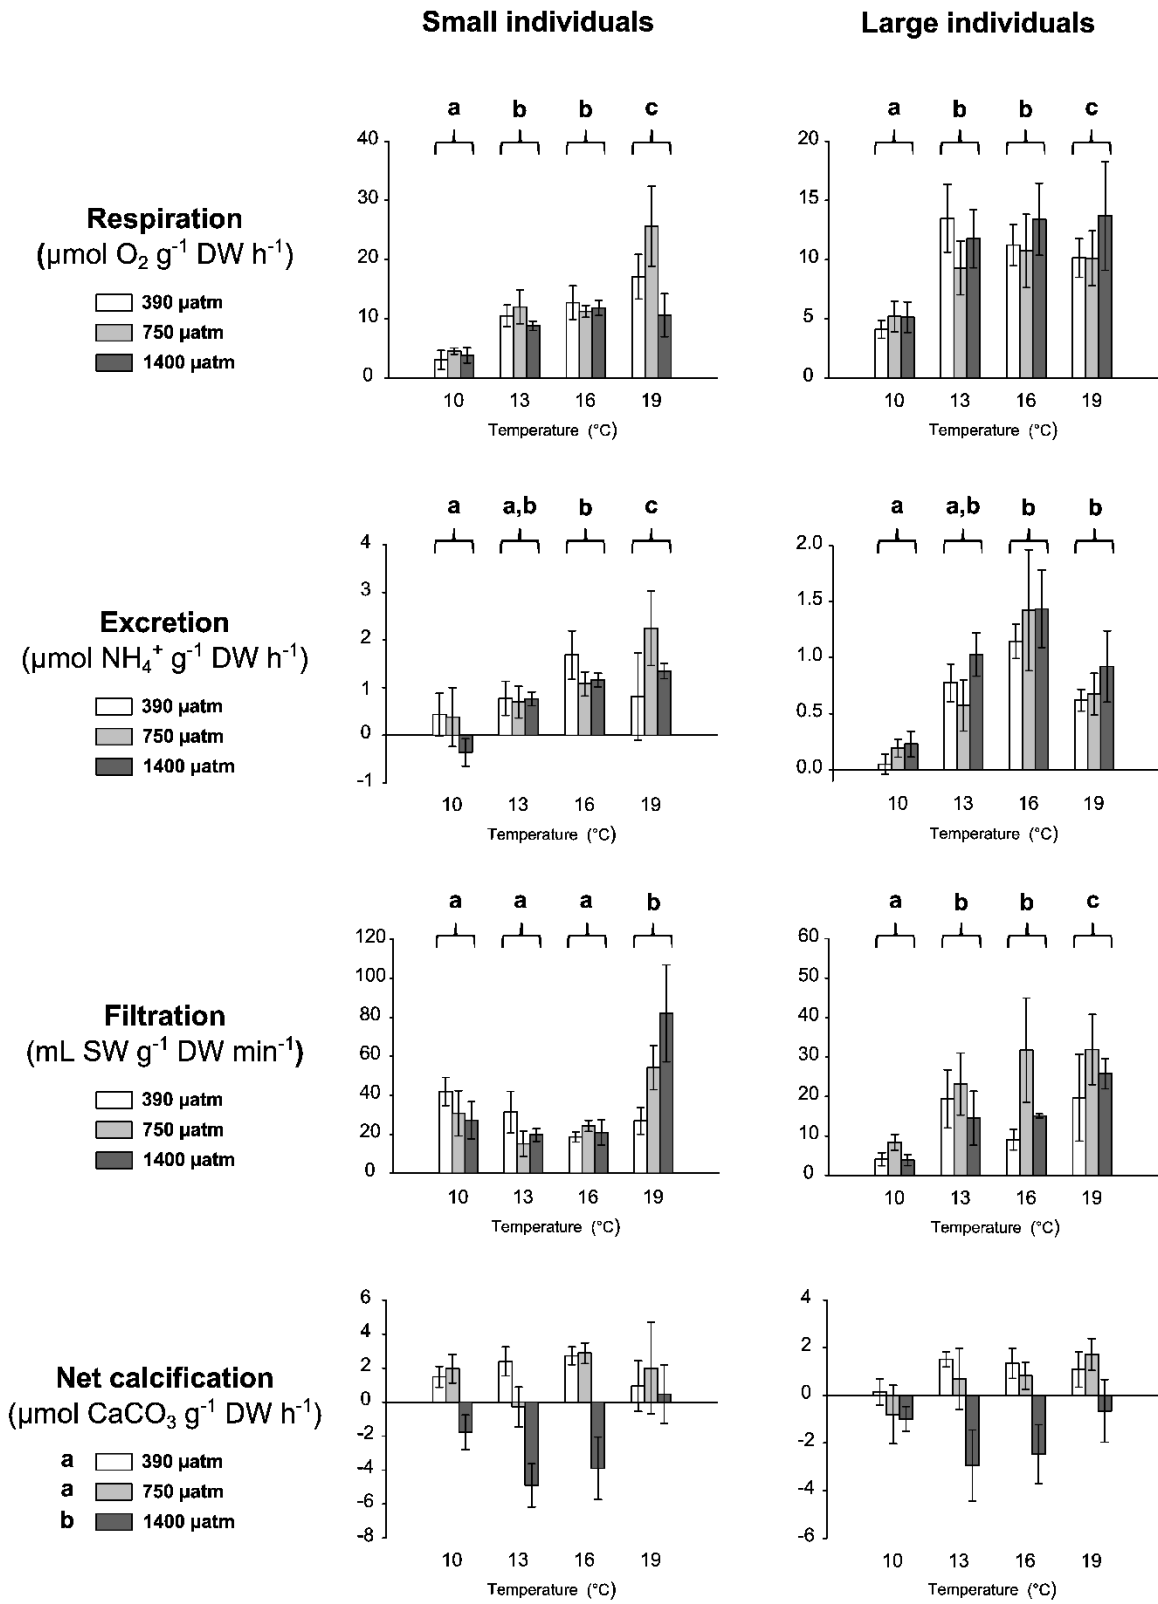 Small individuals
Large individuals
Respiration
(µmol O₂ g⁻¹ DW h⁻¹)
390 µatm
750 µatm
1400 µatm
a b b c
40
30
20
10
0
10 13 16 19
Temperature (°C)
a b b c
20
15
10
5
0
10 13 16 19
Temperature (°C)
Excretion
(µmol NH₄⁺ g⁻¹ DW h⁻¹)
390 µatm
750 µatm
1400 µatm
a a,b b c
4
3
2
1
0
-1
10 13 16 19
Temperature (°C)
a a,b b b
2.0
1.5
1.0
0.5
0.0
10 13 16 19
Temperature (°C)
Filtration
(mL SW g⁻¹ DW min⁻¹)
390 µatm
750 µatm
1400 µatm
a a a b
120
100
80
60
40
20
0
10 13 16 19
Temperature (°C)
a b b c
60
50
40
30
20
10
0
10 13 16 19
Temperature (°C)
Net calcification
(µmol CaCO₃ g⁻¹ DW h⁻¹)
a 390 µatm
a 750 µatm
b 1400 µatm
6
4
2
0
-2
-4
-6
-8
10 13 16 19
Temperature (°C)
4
2
0
-2
-4
-6
10 13 16 19
Temperature (°C)